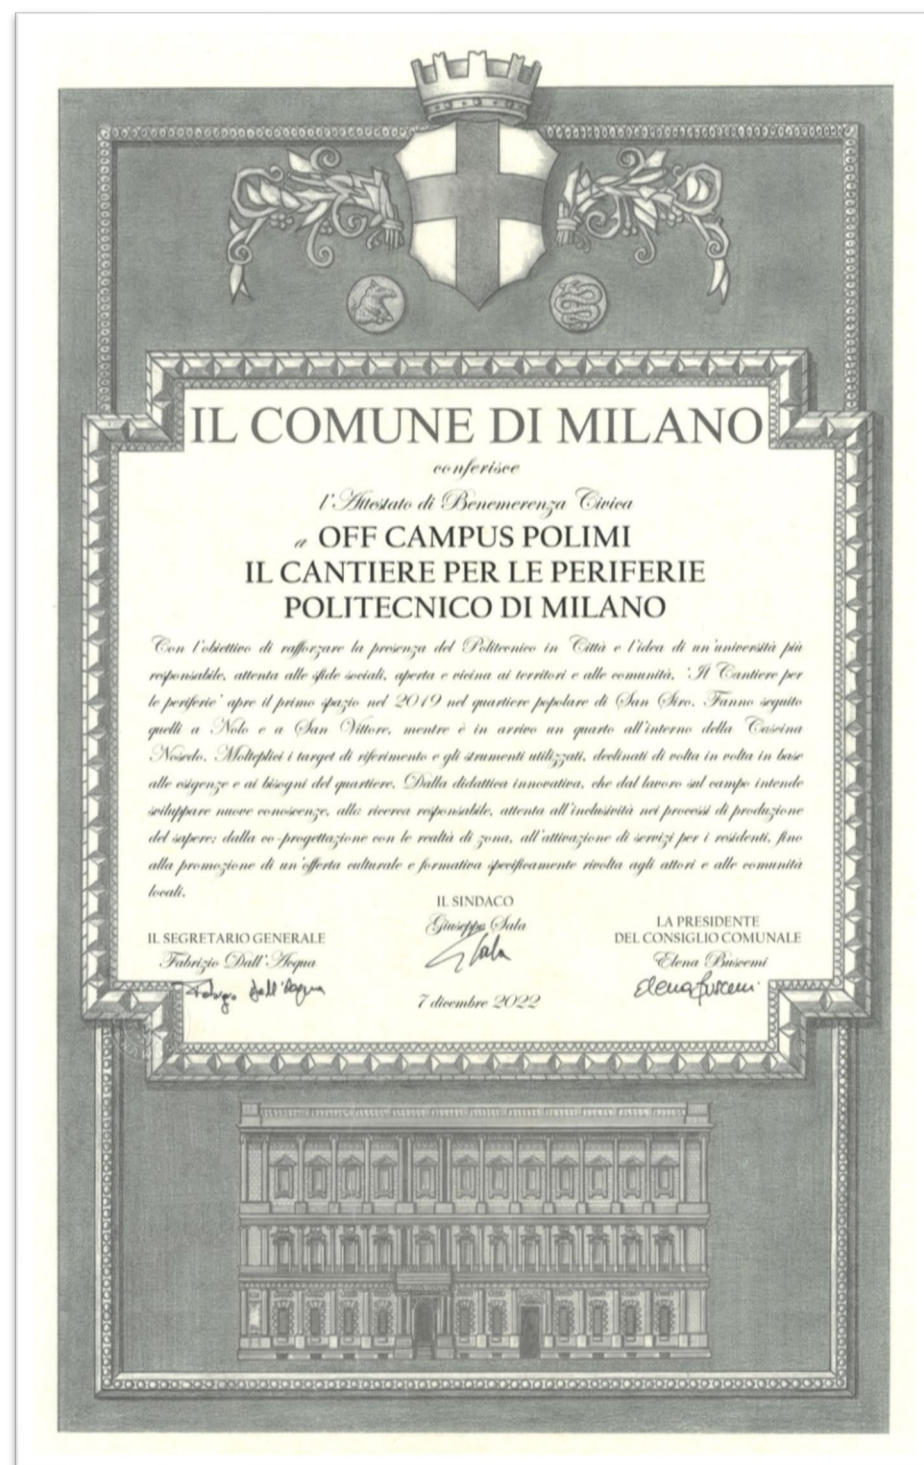 IL COMUNE DI MILANO
conferisce
l'Attestato di Benemerenza Civica
a OFF CAMPUS POLIMI
IL CANTIERE PER LE PERIFERIE
POLITECNICO DI MILANO
Con l'obiettivo di rafforzare la presenza del Politecnico in Città e l'idea di un'università più
responsabile, attenta alle sfide sociali, aperta e vicina ai territori e alle comunità, 'Il Cantiere per
le periferie' apre il primo spazio nel 2019 nel quartiere popolare di San Siro. Fanno seguito
quelli a Nolo e a San Vittore, mentre è in arrivo un quarto all'interno della Cascina
Nosedo. Molteplici i target di riferimento e gli strumenti utilizzati, declinati di volta in volta in base
alle esigenze e ai bisogni del quartiere. Dalla didattica innovativa, che dal lavoro sul campo intende
sviluppare nuove conoscenze, alla ricerca responsabile, attenta all'inclusività nei processi di produzione
del sapere; dalla co-progettazione con le realtà di zona, all'attivazione di servizi per i residenti, fino
alla promozione di un'offerta culturale e formativa specificamente rivolta agli attori e alle comunità
locali.
IL SINDACO
Giuseppe Sala
Sala
IL SEGRETARIO GENERALE
Fabrizio Dall'Acqua
Fabrizio Dall'Acqua
LA PRESIDENTE
DEL CONSIGLIO COMUNALE
Elena Buscemi
Elena Buscemi
7 dicembre 2022